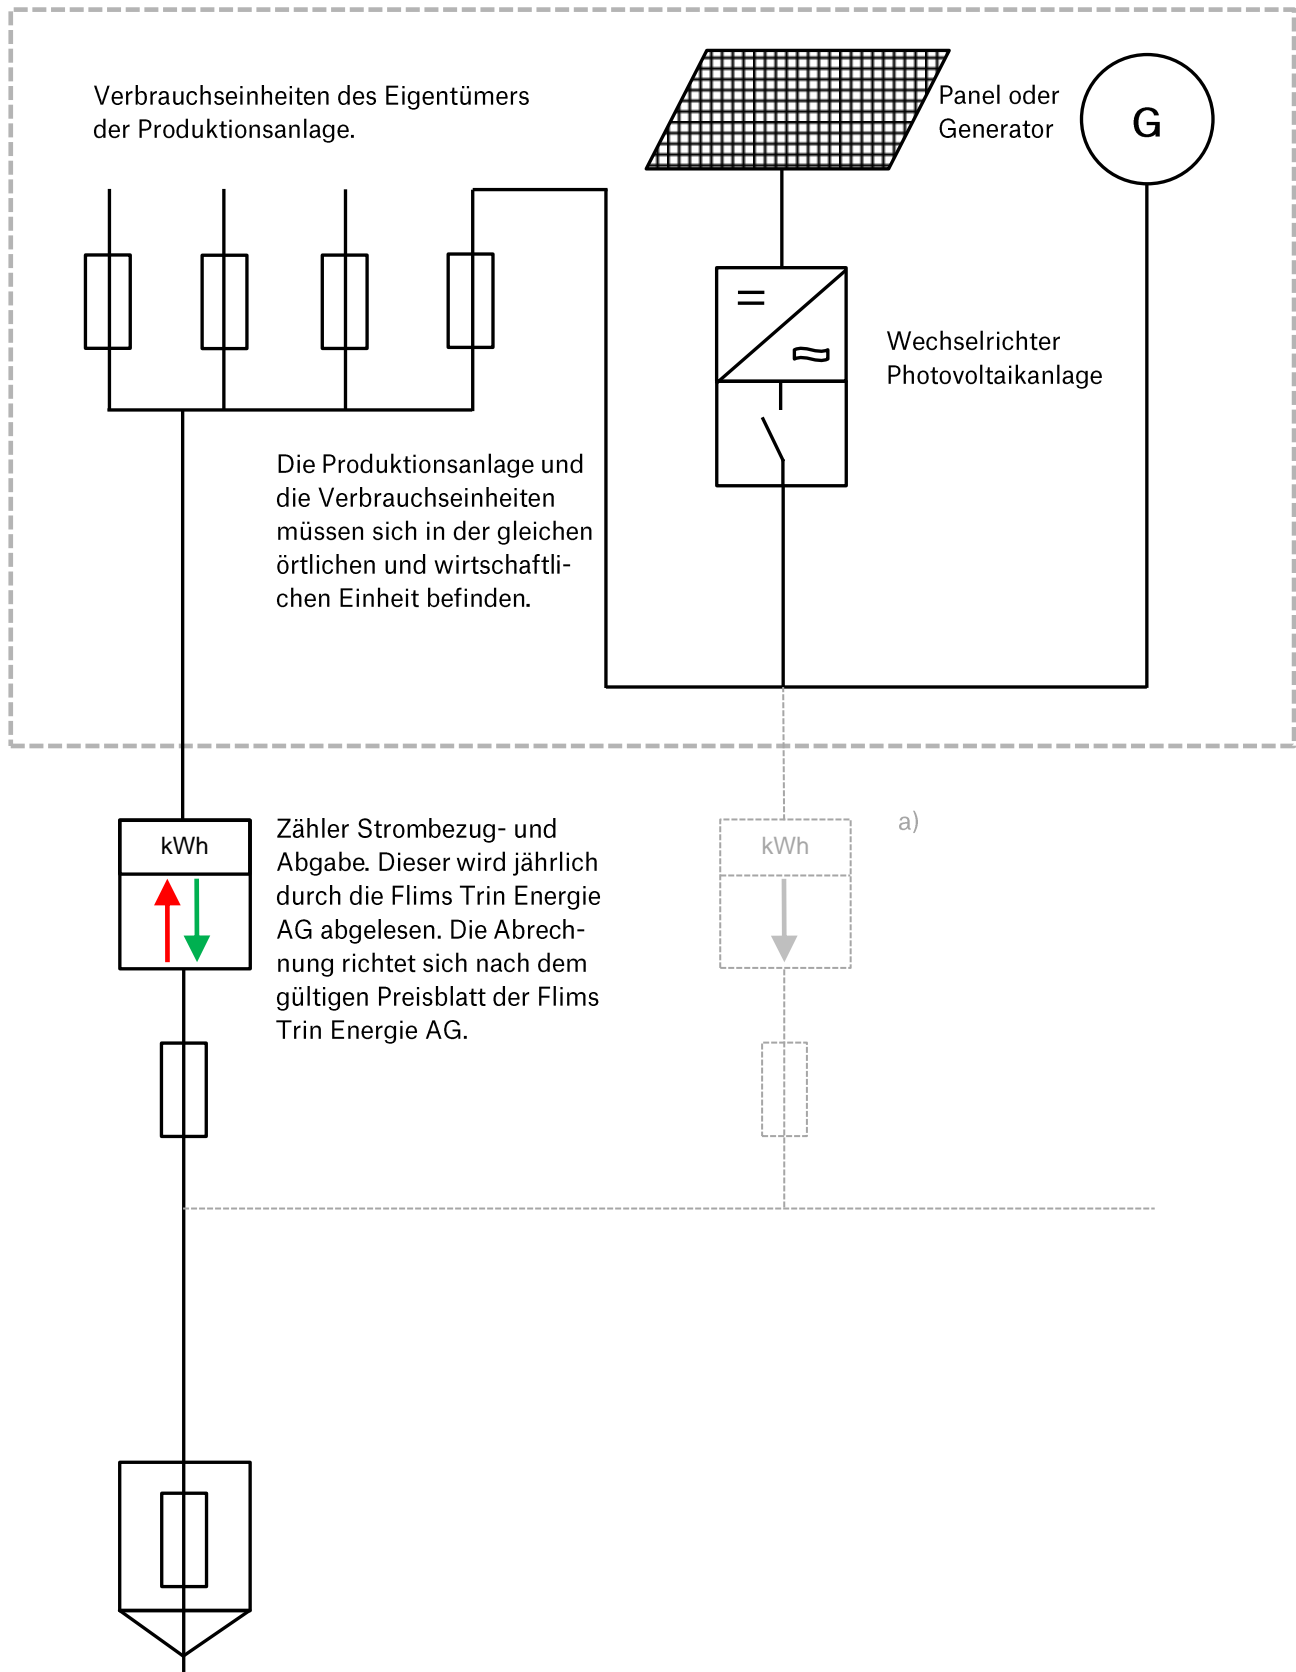 Verbrauchseinheiten des Eigentümers
der Produktionsanlage.
Panel oder
Generator
G
Wechselrichter
Photovoltaikanlage
Die Produktionsanlage und
die Verbrauchseinheiten
müssen sich in der gleichen
örtlichen und wirtschaftli-
chen Einheit befinden.
kWh
Zähler Strombezug- und
Abgabe. Dieser wird jährlich
durch die Flims Trin Energie
AG abgelesen. Die Abrech-
nung richtet sich nach dem
gültigen Preisblatt der Flims
Trin Energie AG.
kWh
a)